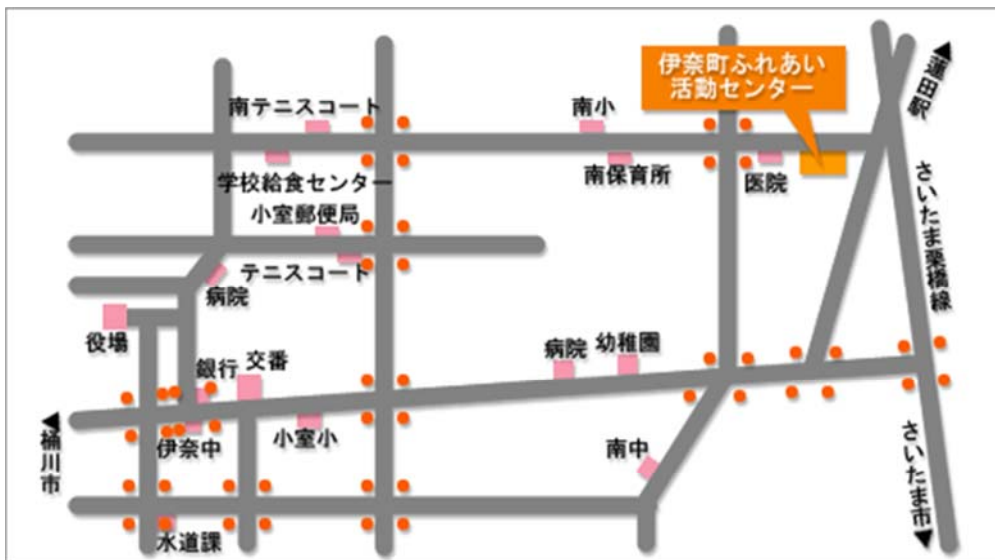 伊奈町ふれあい
活動センター
▲蓮田駅
南テニスコート
南小
学校給食センター
南保育所
医院
さいたま栗橋線
小室郵便局
テニスコート
病院
役場
病院
幼稚園
銀行
交番
◀桶川市
伊奈中
小室小
南中
さいたま市▼
水道課